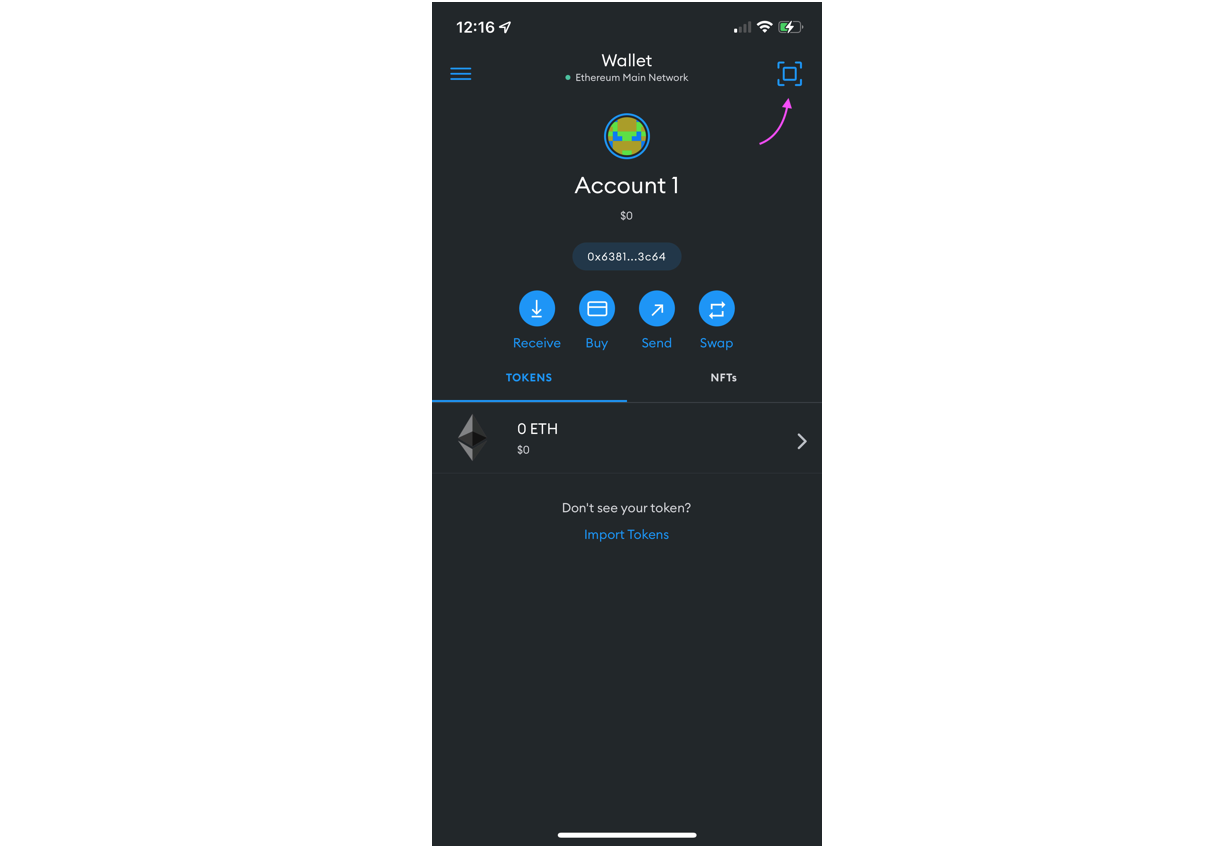 12:16
Wallet
Ethereum Main Network
Account 1
$0
0x6381...3c64
Receive Buy Send Swap
TOKENS NFTs
0 ETH
$0
Don't see your token?
Import Tokens